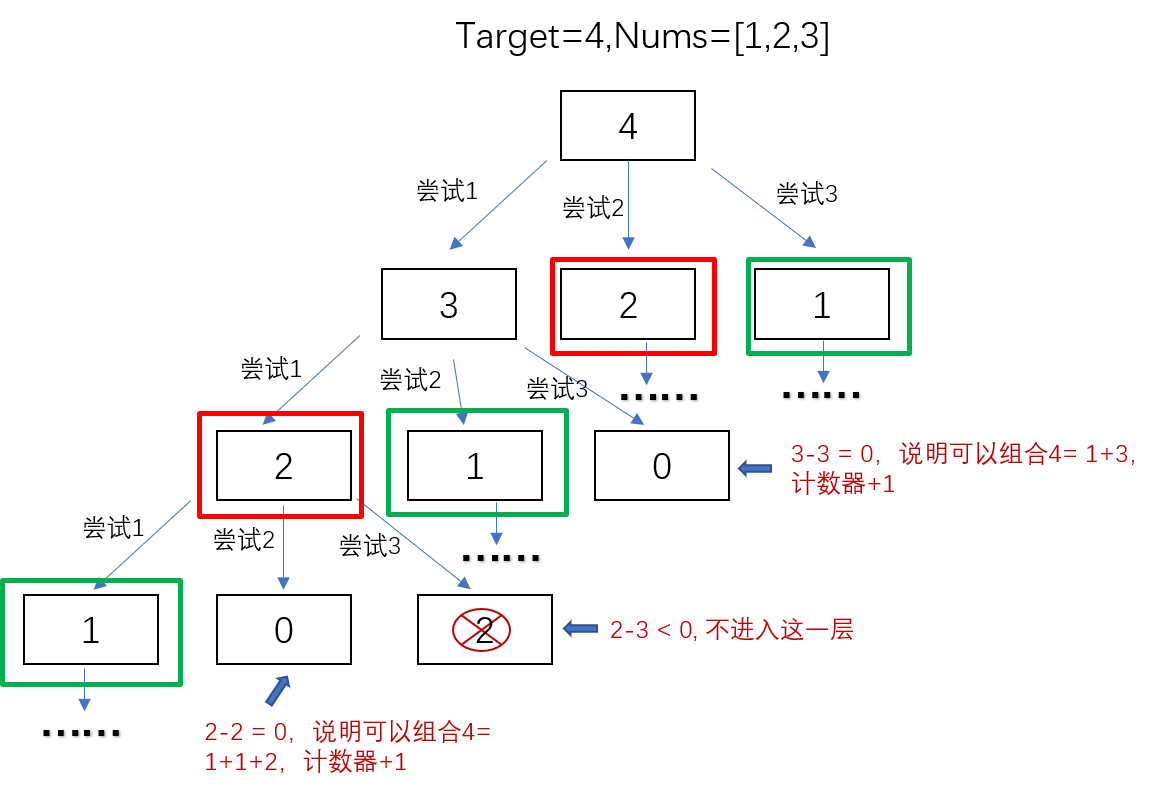 Target=4,Nums=[1,2,3]
4
尝试1
尝试2
尝试3
3
2
1
尝试1
尝试2
尝试3
……
……
2
1
0
3-3 = 0，说明可以组合4= 1+3,
计数器+1
尝试1
尝试2
尝试3
……
1
0
2
2-3 < 0, 不进入这一层
……
2-2 = 0，说明可以组合4=
1+1+2，计数器+1